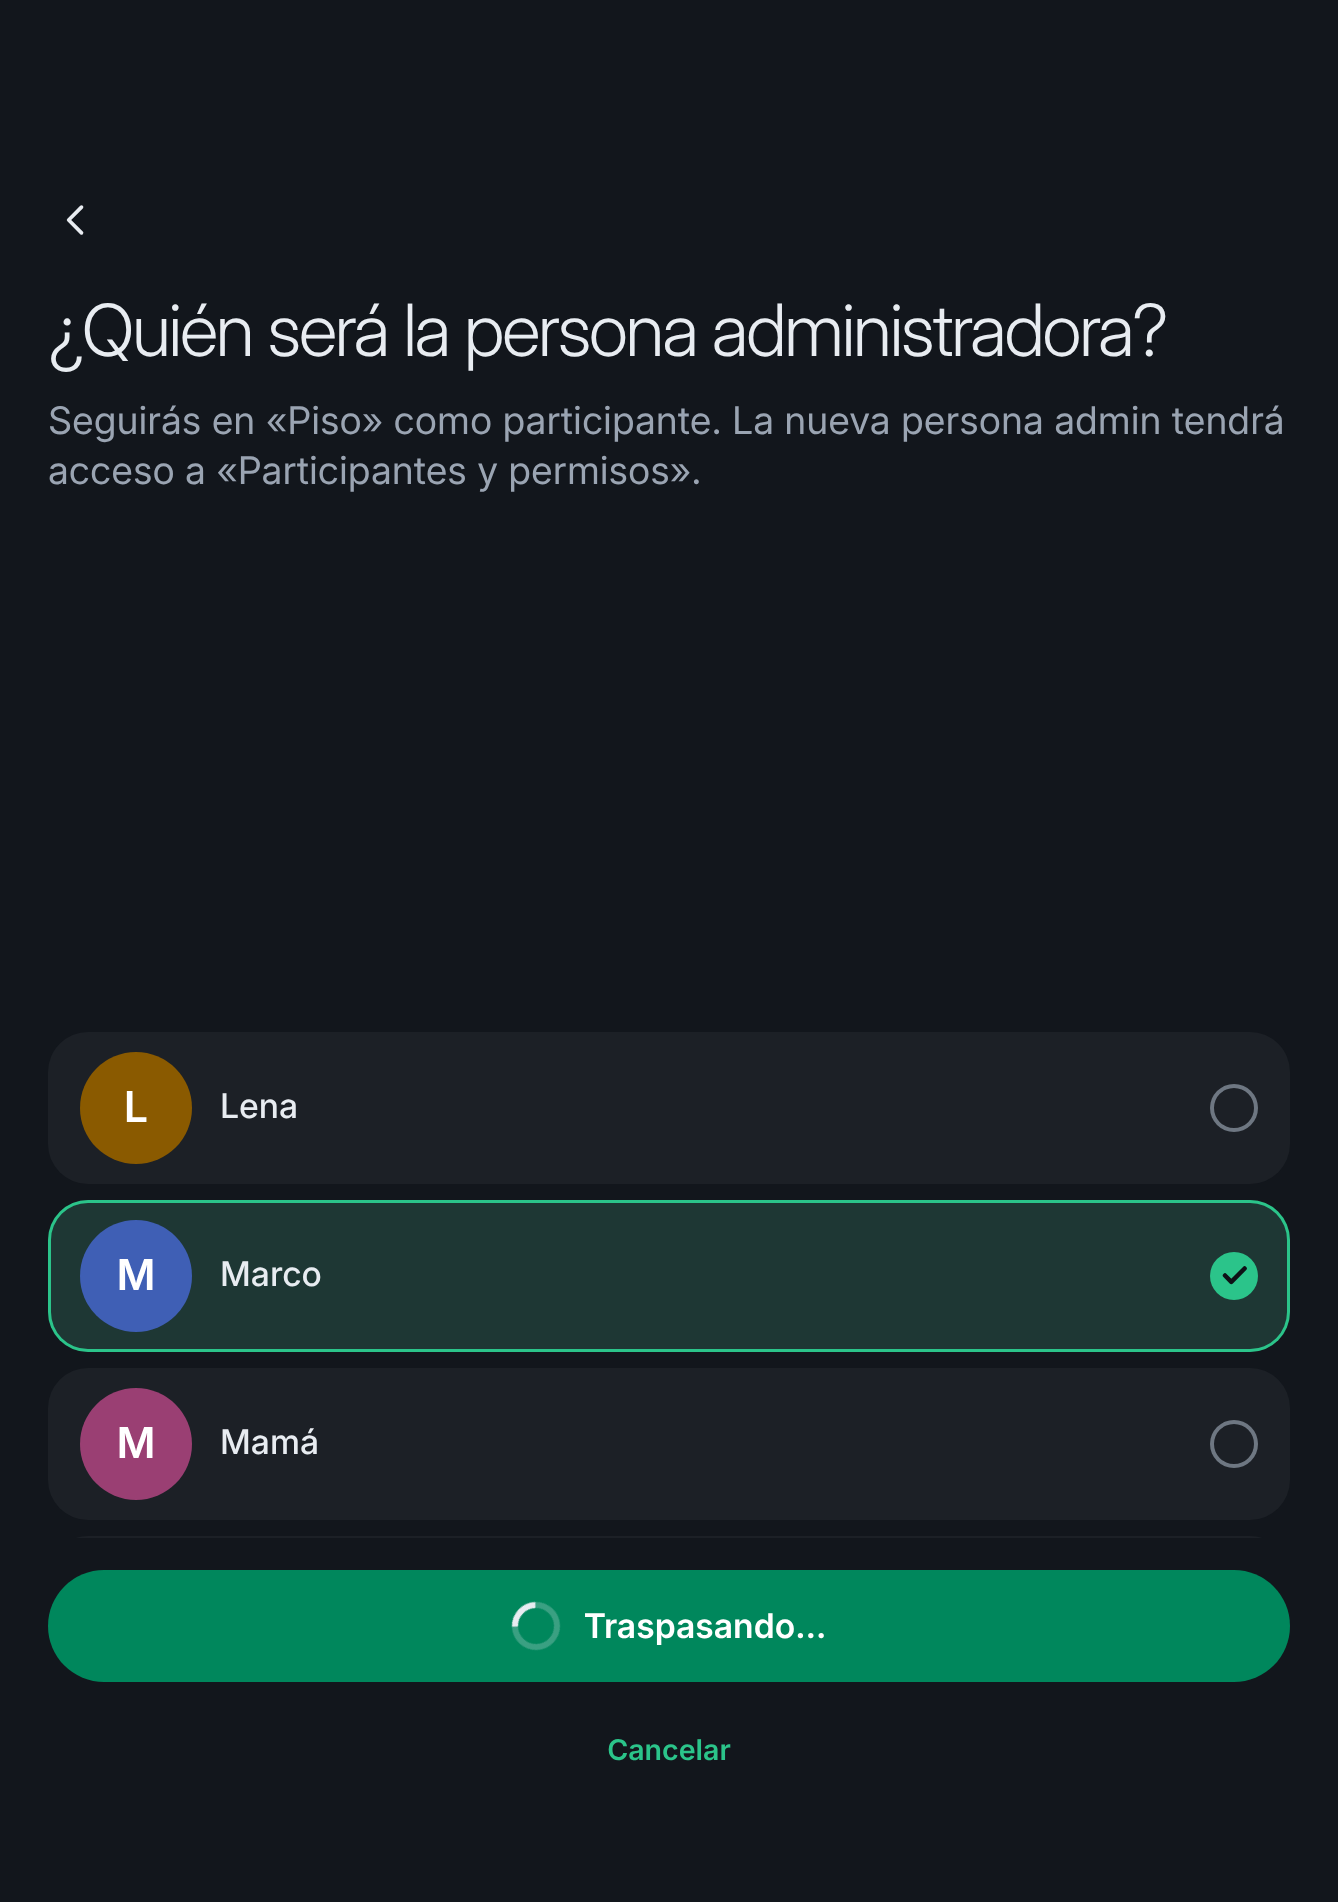 ¿Quién será la persona administradora?
Seguirás en «Piso» como participante. La nueva persona admin tendrá
acceso a «Participantes y permisos».
L
Lena
M
Marco
M
Mamá
Traspasando...
Cancelar